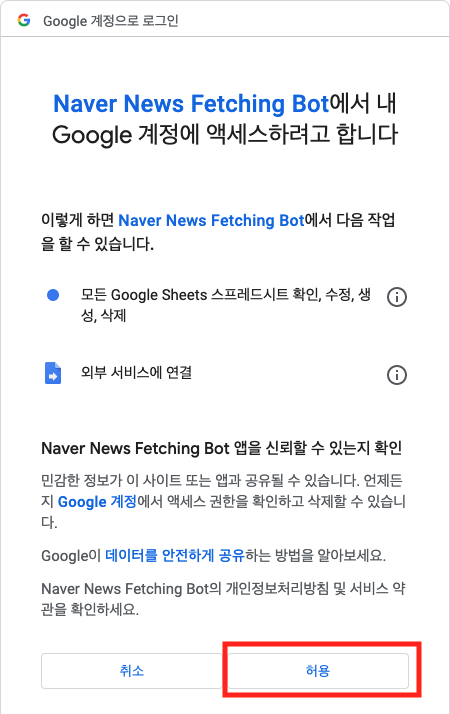 Google 계정으로 로그인
Naver News Fetching Bot에서 내
Google 계정에 액세스하려고 합니다
이렇게 하면 Naver News Fetching Bot에서 다음 작업
을 할 수 있습니다.
모든 Google Sheets 스프레드시트 확인, 수정, 생
성, 삭제
외부 서비스에 연결
Naver News Fetching Bot 앱을 신뢰할 수 있는지 확인
민감한 정보가 이 사이트 또는 앱과 공유될 수 있습니다. 언제든
지 Google 계정에서 액세스 권한을 확인하고 삭제할 수 있습니
다.
Google이 데이터를 안전하게 공유하는 방법을 알아보세요.
Naver News Fetching Bot의 개인정보처리방침 및 서비스 약
관을 확인하세요.
취소
허용